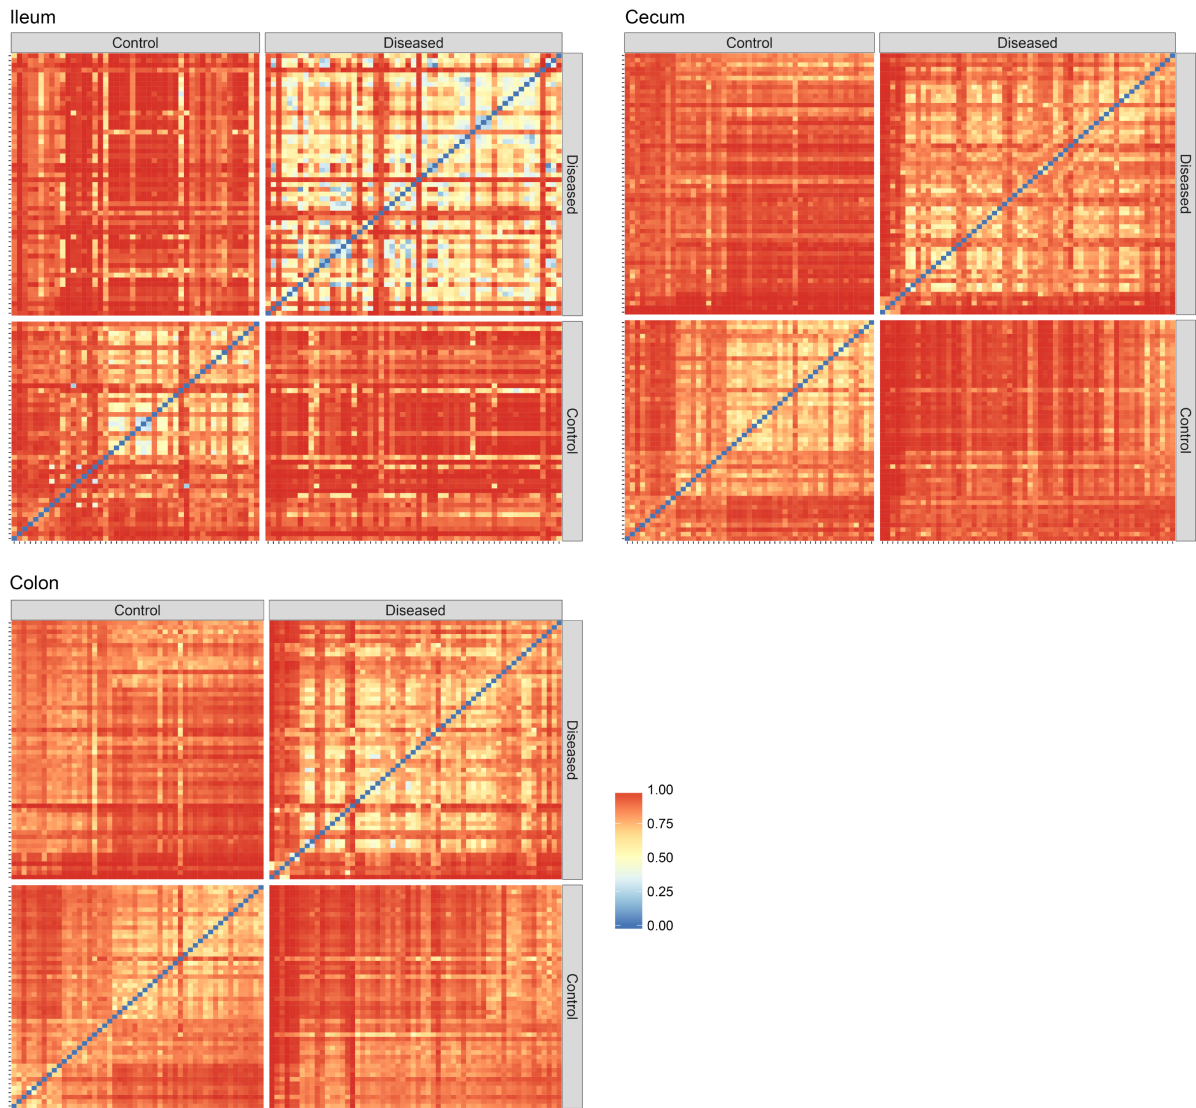 Ileum
Control Diseased
Diseased
Control
Cecum
Control Diseased
Diseased
Control
Colon
Control Diseased
Diseased
Control
1.00
0.75
0.50
0.25
0.00